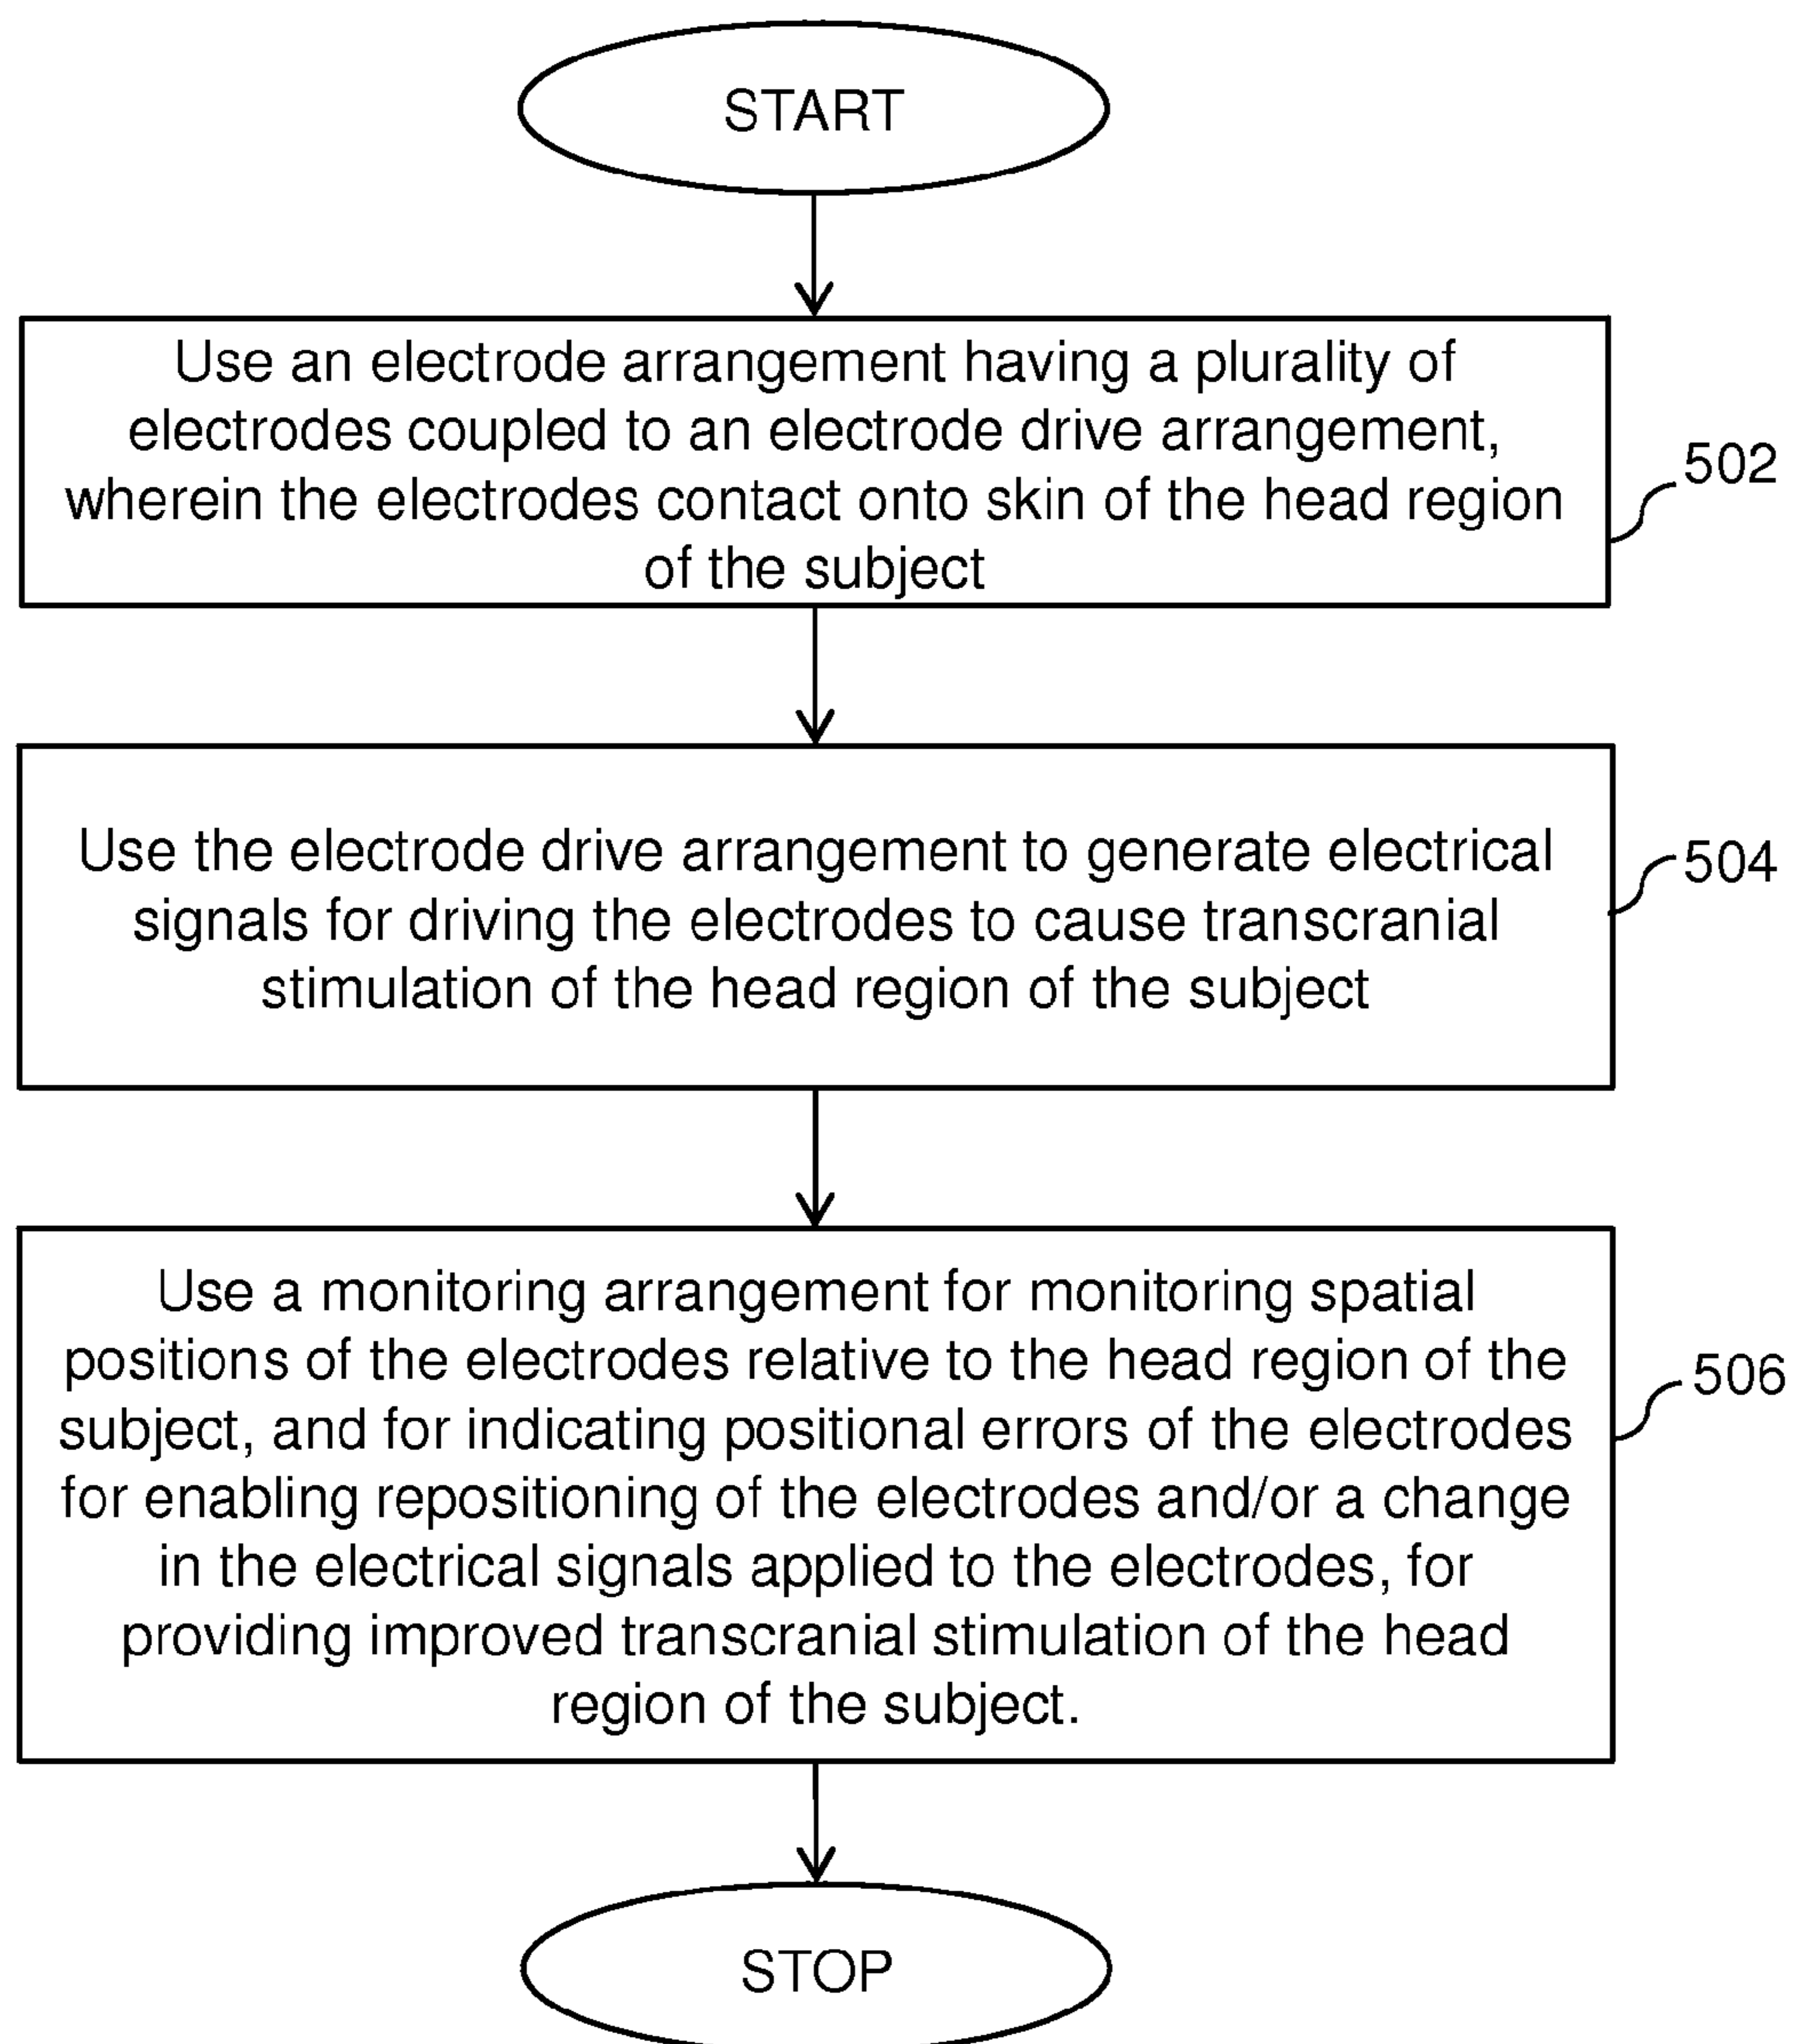 START
Use an electrode arrangement having a plurality of
electrodes coupled to an electrode drive arrangement,
wherein the electrodes contact onto skin of the head region
of the subject
502
Use the electrode drive arrangement to generate electrical
signals for driving the electrodes to cause transcranial
stimulation of the head region of the subject
504
Use a monitoring arrangement for monitoring spatial
positions of the electrodes relative to the head region of the
subject, and for indicating positional errors of the electrodes
for enabling repositioning of the electrodes and/or a change
in the electrical signals applied to the electrodes, for
providing improved transcranial stimulation of the head
region of the subject.
506
STOP